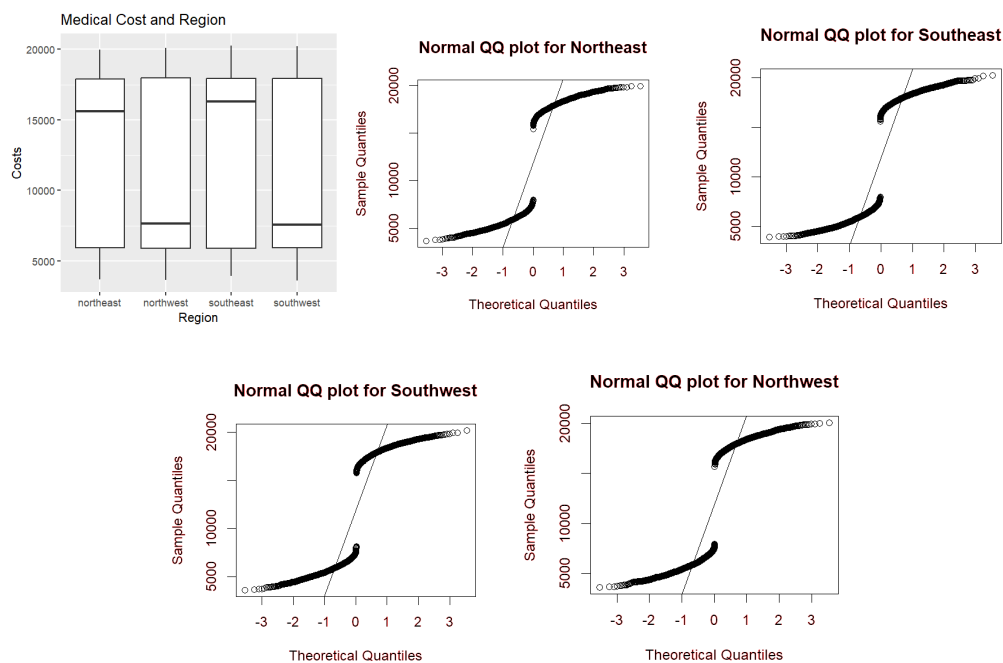 Medical Cost and Region
20000
15000
10000
5000
Costs
northeast northwest southeast southwest
Region
Normal QQ plot for Northeast
Sample Quantiles
5000 10000 20000
-3 -2 -1 0 1 2 3
Theoretical Quantiles
Normal QQ plot for Southeast
Sample Quantiles
5000 10000 20000
-3 -2 -1 0 1 2 3
Theoretical Quantiles
Normal QQ plot for Southwest
Sample Quantiles
5000 10000 20000
-3 -2 -1 0 1 2 3
Theoretical Quantiles
Normal QQ plot for Northwest
Sample Quantiles
5000 10000 20000
-3 -2 -1 0 1 2 3
Theoretical Quantiles